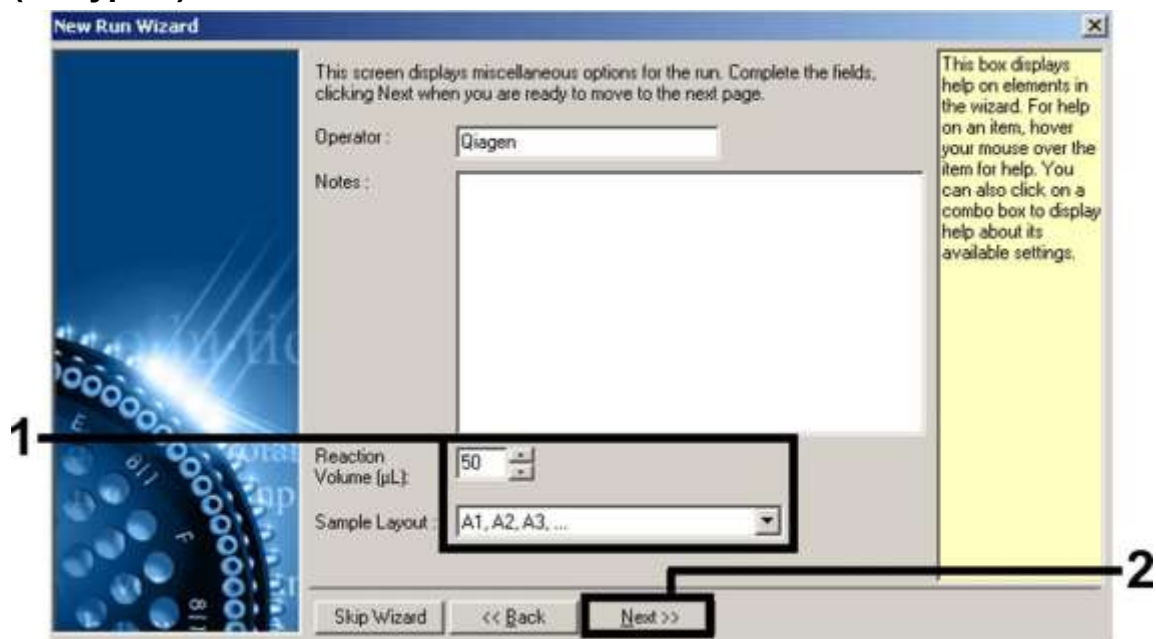 New Run Wizard
This screen displays miscellaneous options for the run. Complete the fields,
clicking Next when you are ready to move to the next page.
Operator :
Qiagen
Notes :
Reaction
Volume (µL):
50
Sample Layout :
A1, A2, A3, ...
Skip Wizard
<< Back
Next >>
This box displays
help on elements in
the wizard. For help
on an item, hover
your mouse over the
item for help. You
can also click on a
combo box to display
help about its
available settings.
1
2
E
F